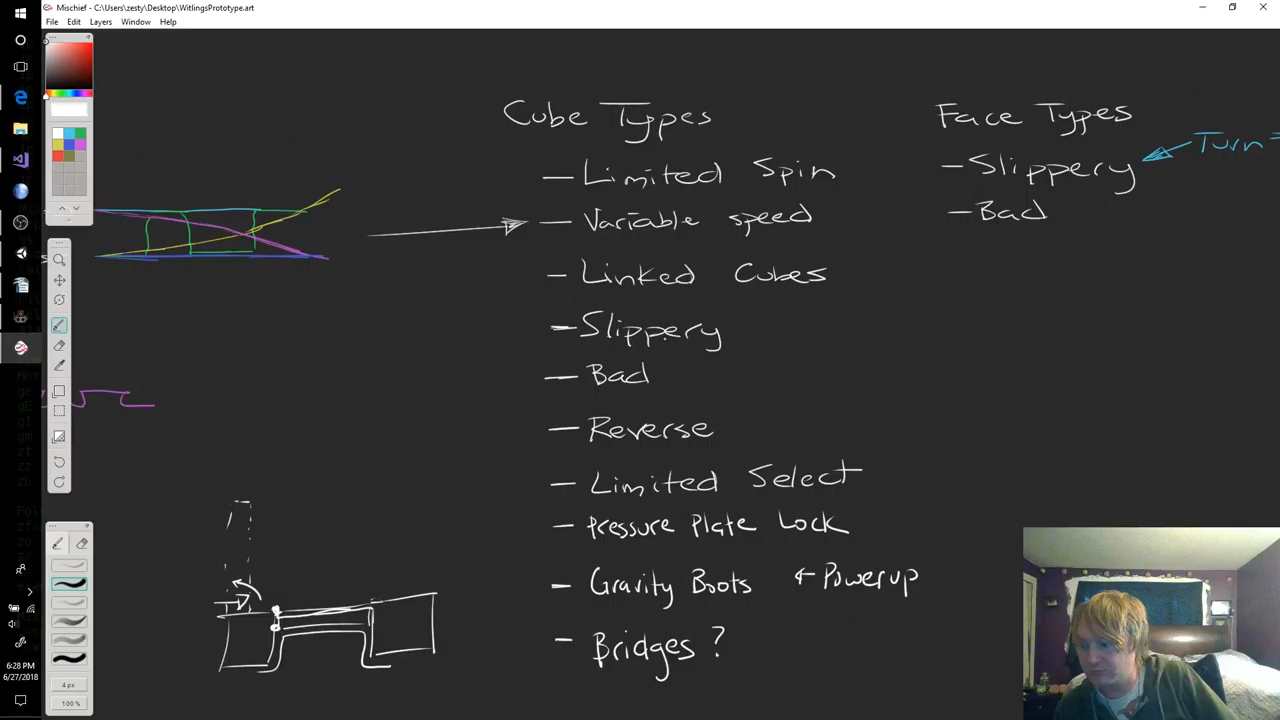 Mischief - C:\Users\zesty\Desktop\WitlingsPrototype.art
File Edit Layers Window Help
Cube Types
- Limited Spin
- Variable speed
- Linked Cubes
- Slippery
- Bad
- Reverse
- Limited Select
- Pressure Plate Lock
- Gravity Boots ← Powerup
- Bridges ?
Face Types
- Slippery
- Bad
Turn
4 px
100 %
6:28 PM
6/27/2018